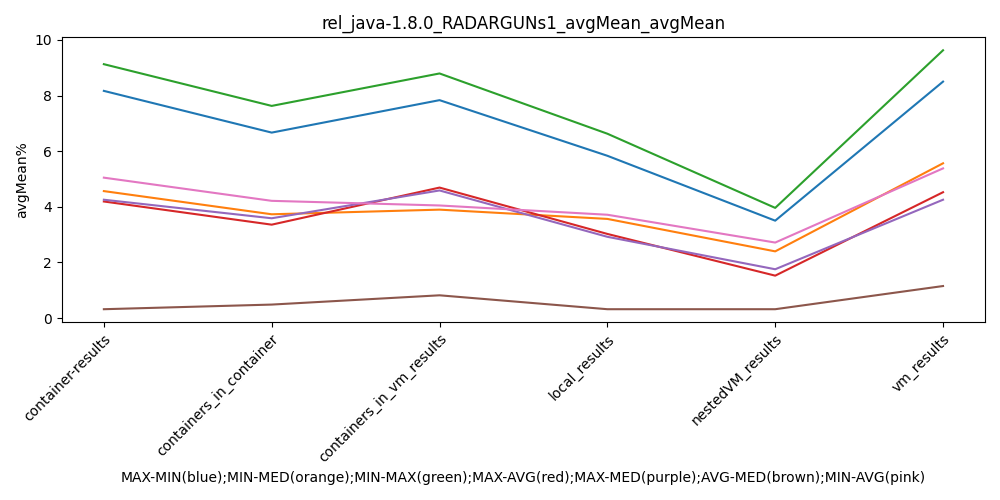 rel_java-1.8.0_RADARGUNs1_avgMean_avgMean
avgMean%
10
8
6
4
2
0
container-results
containers_in_container
containers_in_vm_results
local_results
nestedVM_results
vm_results
MAX-MIN(blue);MIN-MED(orange);MIN-MAX(green);MAX-AVG(red);MAX-MED(purple);AVG-MED(brown);MIN-AVG(pink)